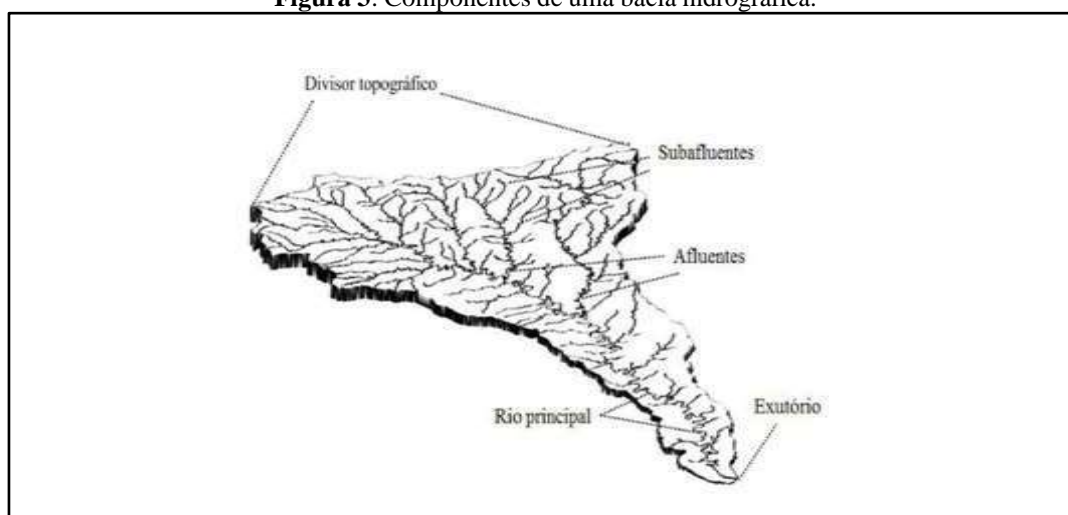 Figura 3. Componentes de uma bacia hidrográfica.
Divisor topográfico
Subafluentes
Afluentes
Rio principal
Exutório